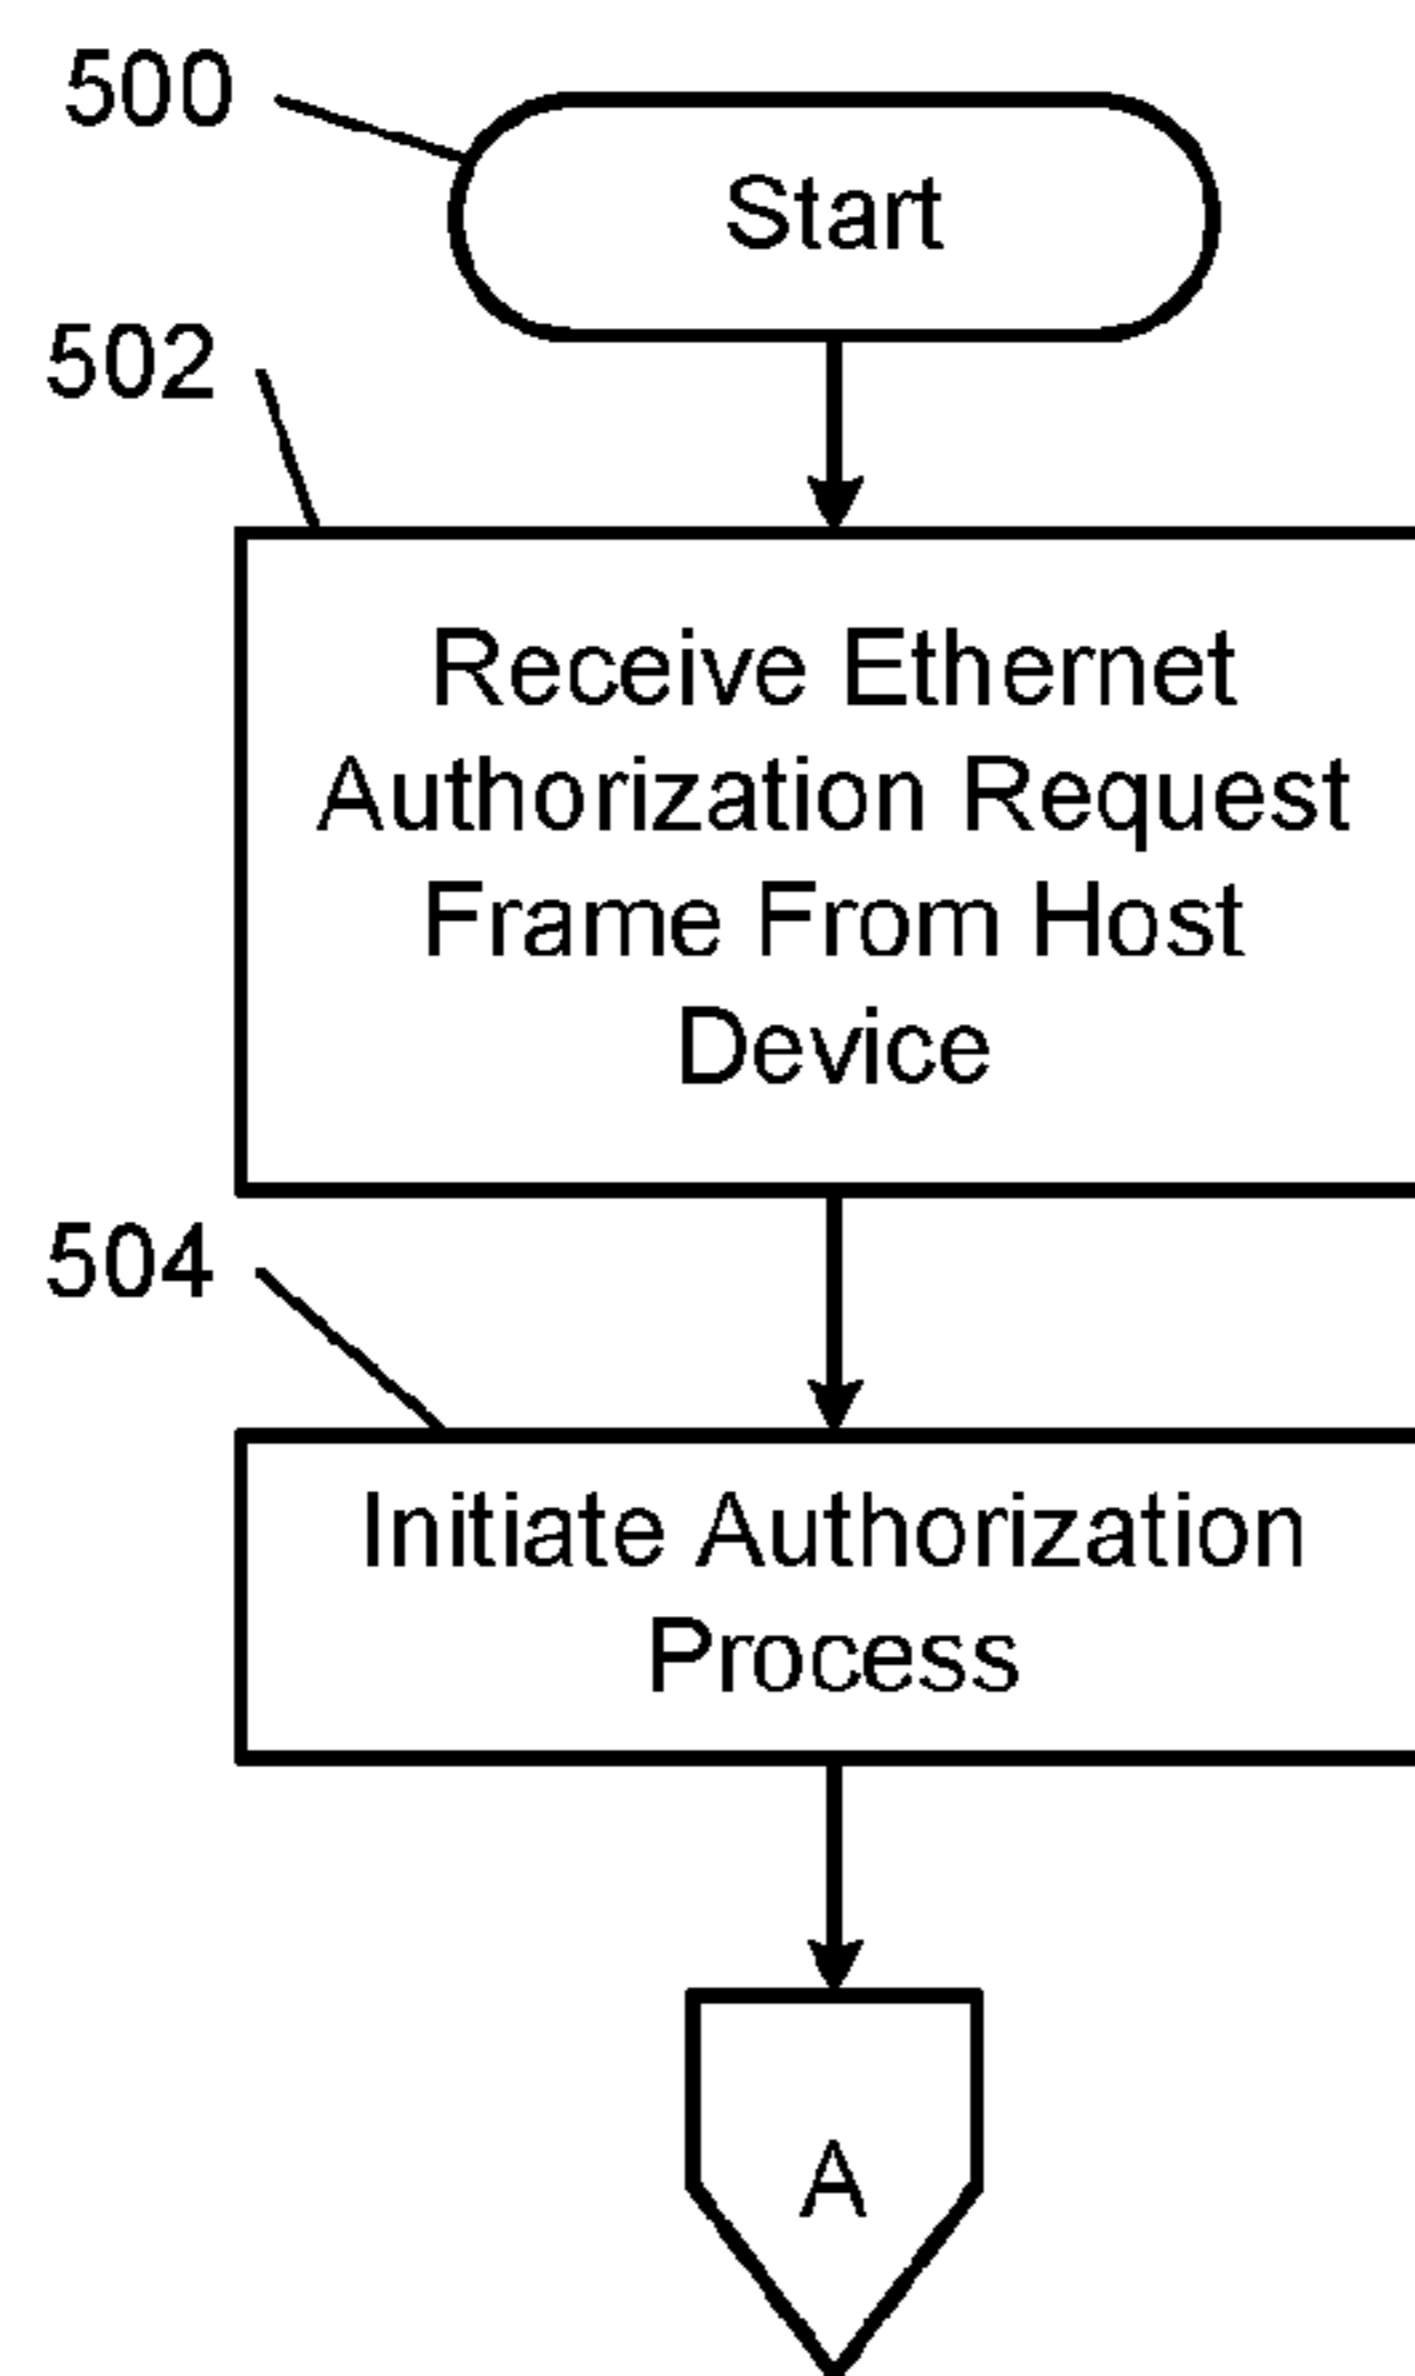 500
Start
502
Receive Ethernet
Authorization Request
Frame From Host
Device
504
Initiate Authorization
Process
A